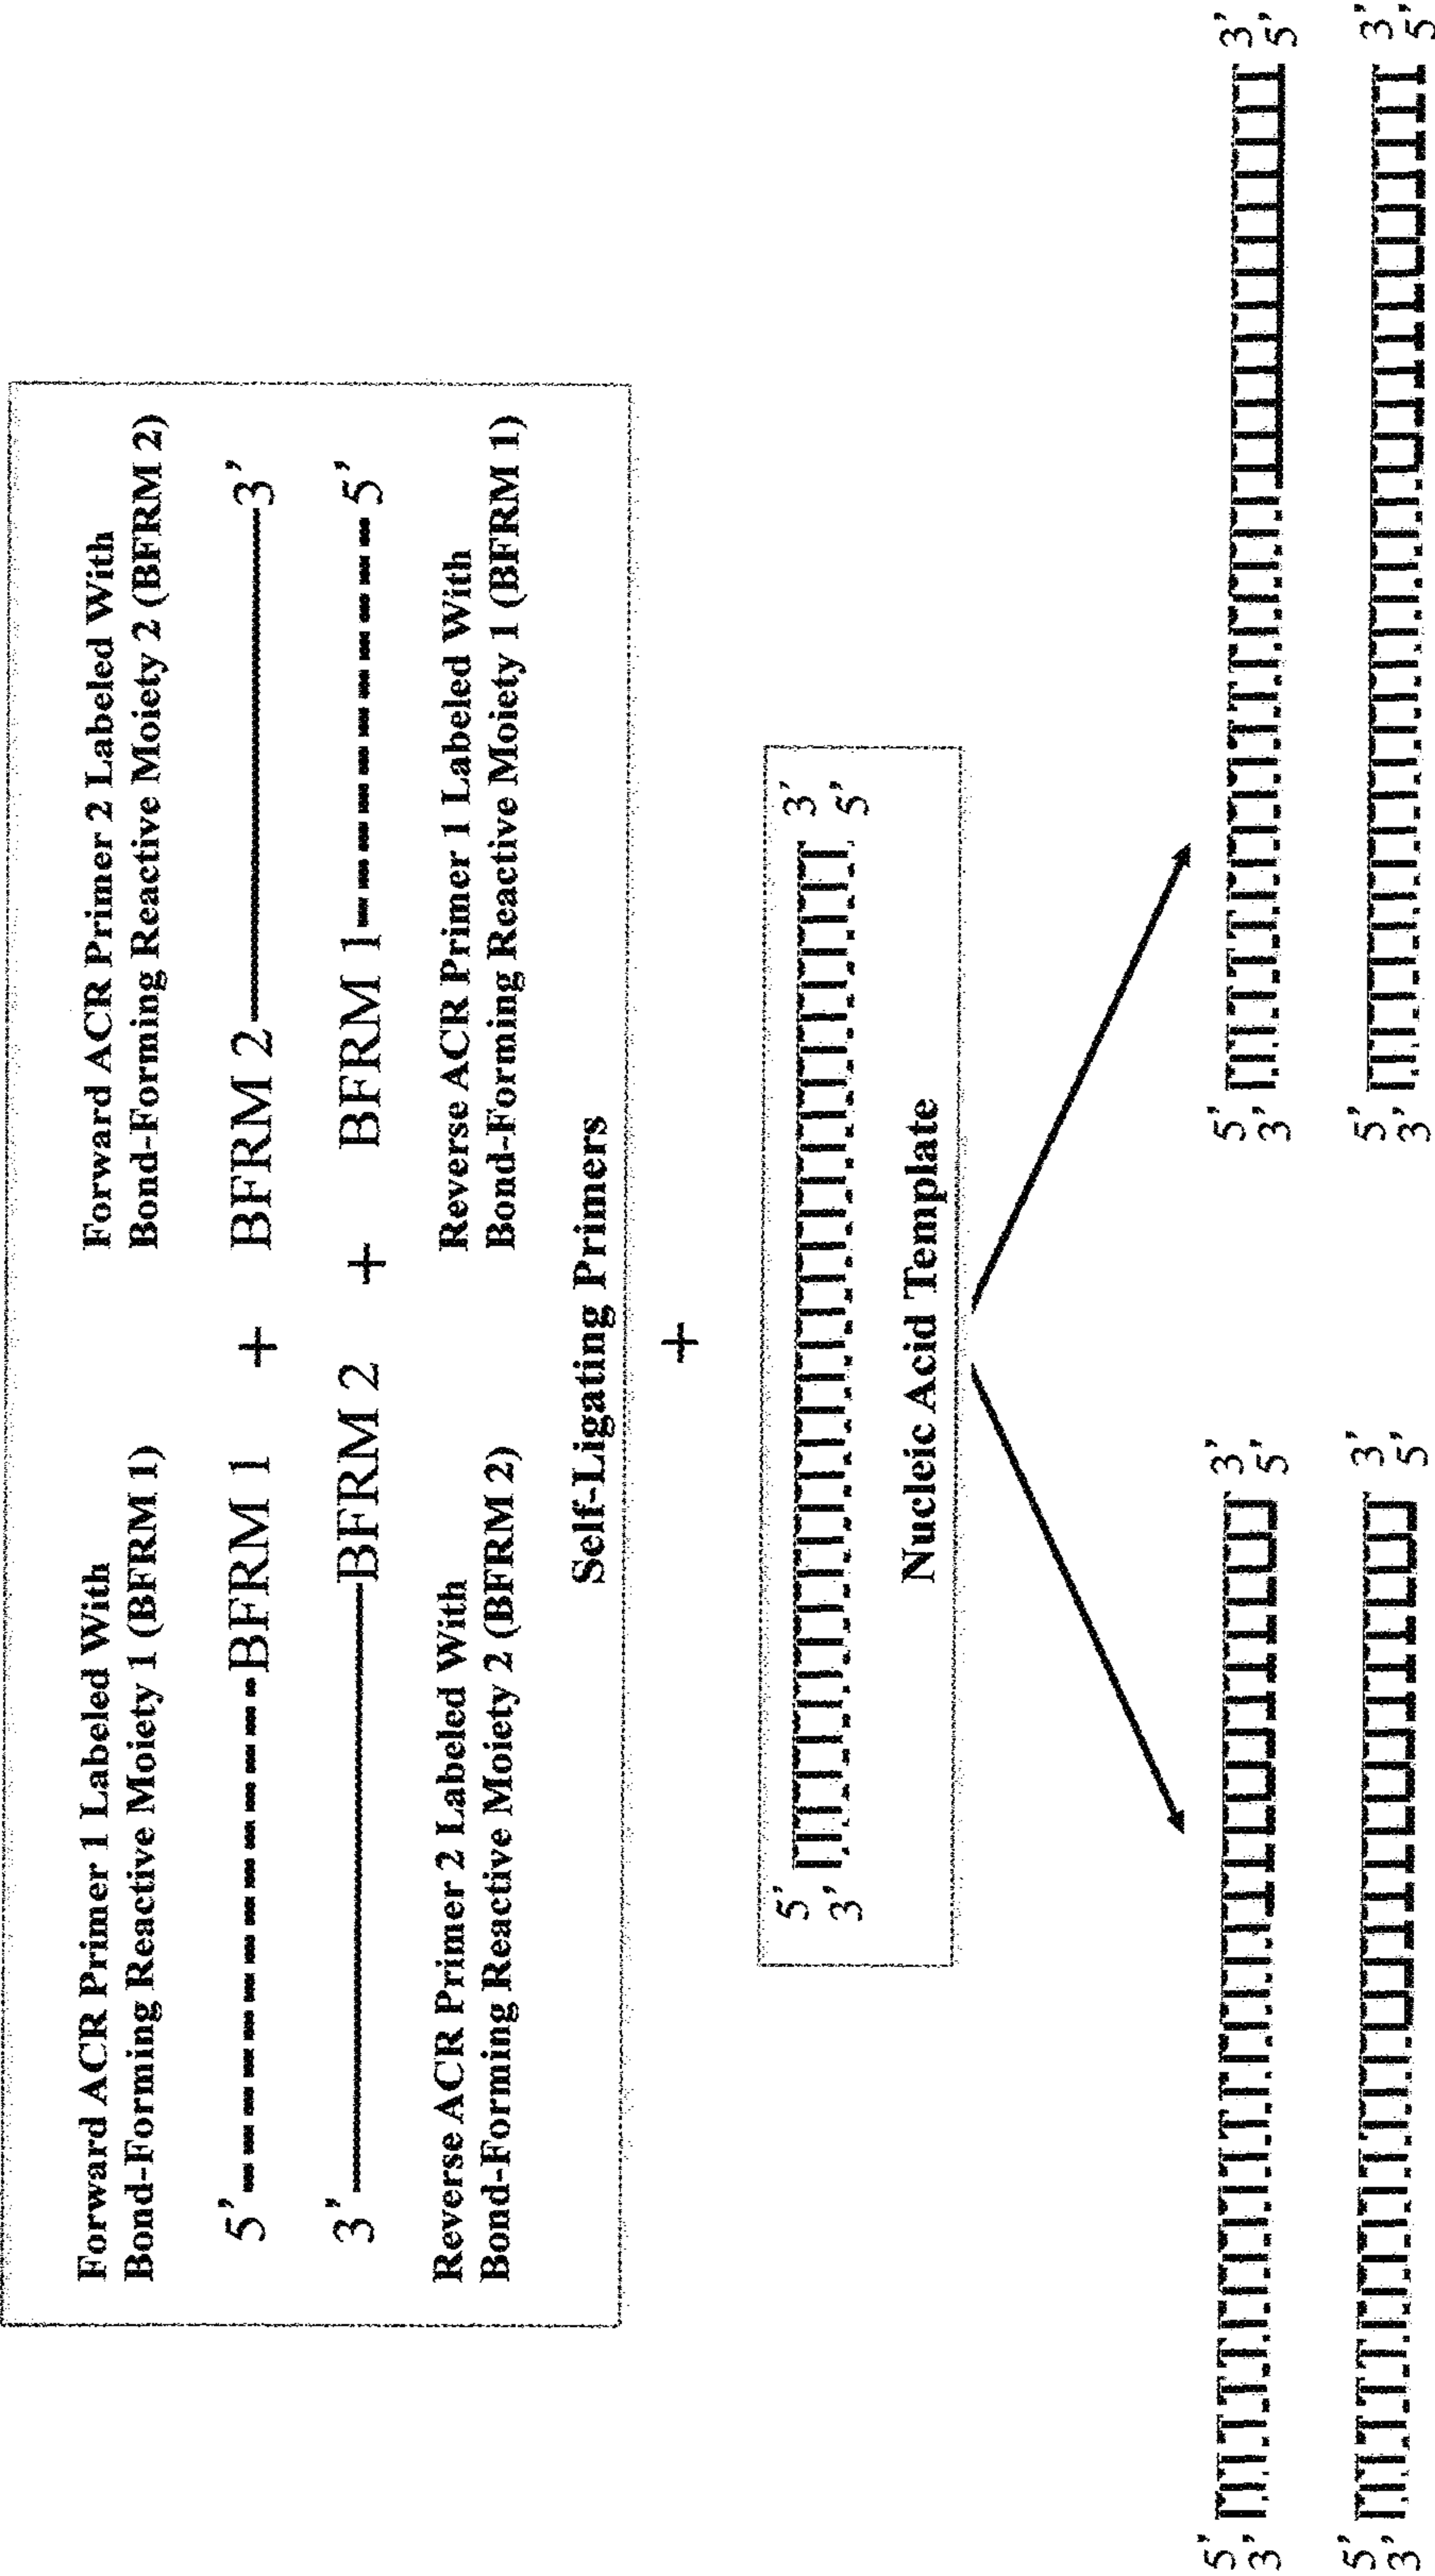 Forward ACR Primer 1 Labeled With
Bond-Forming Reactive Moiety 1 (BFRM 1)
Forward ACR Primer 2 Labeled With
Bond-Forming Reactive Moiety 2 (BFRM 2)
5' BFRM 1 + BFRM 2 3'
3' BFRM 2 + BFRM 1 5'
Reverse ACR Primer 2 Labeled With
Bond-Forming Reactive Moiety 2 (BFRM 2)
Reverse ACR Primer 1 Labeled With
Bond-Forming Reactive Moiety 1 (BFRM 1)
Self-Ligating Primers
+
5' 3'
3' 5'
Nucleic Acid Template
5' 3'
3' 5'
5' 3'
3' 5'
5' 3'
3' 5'
5' 3'
3' 5'